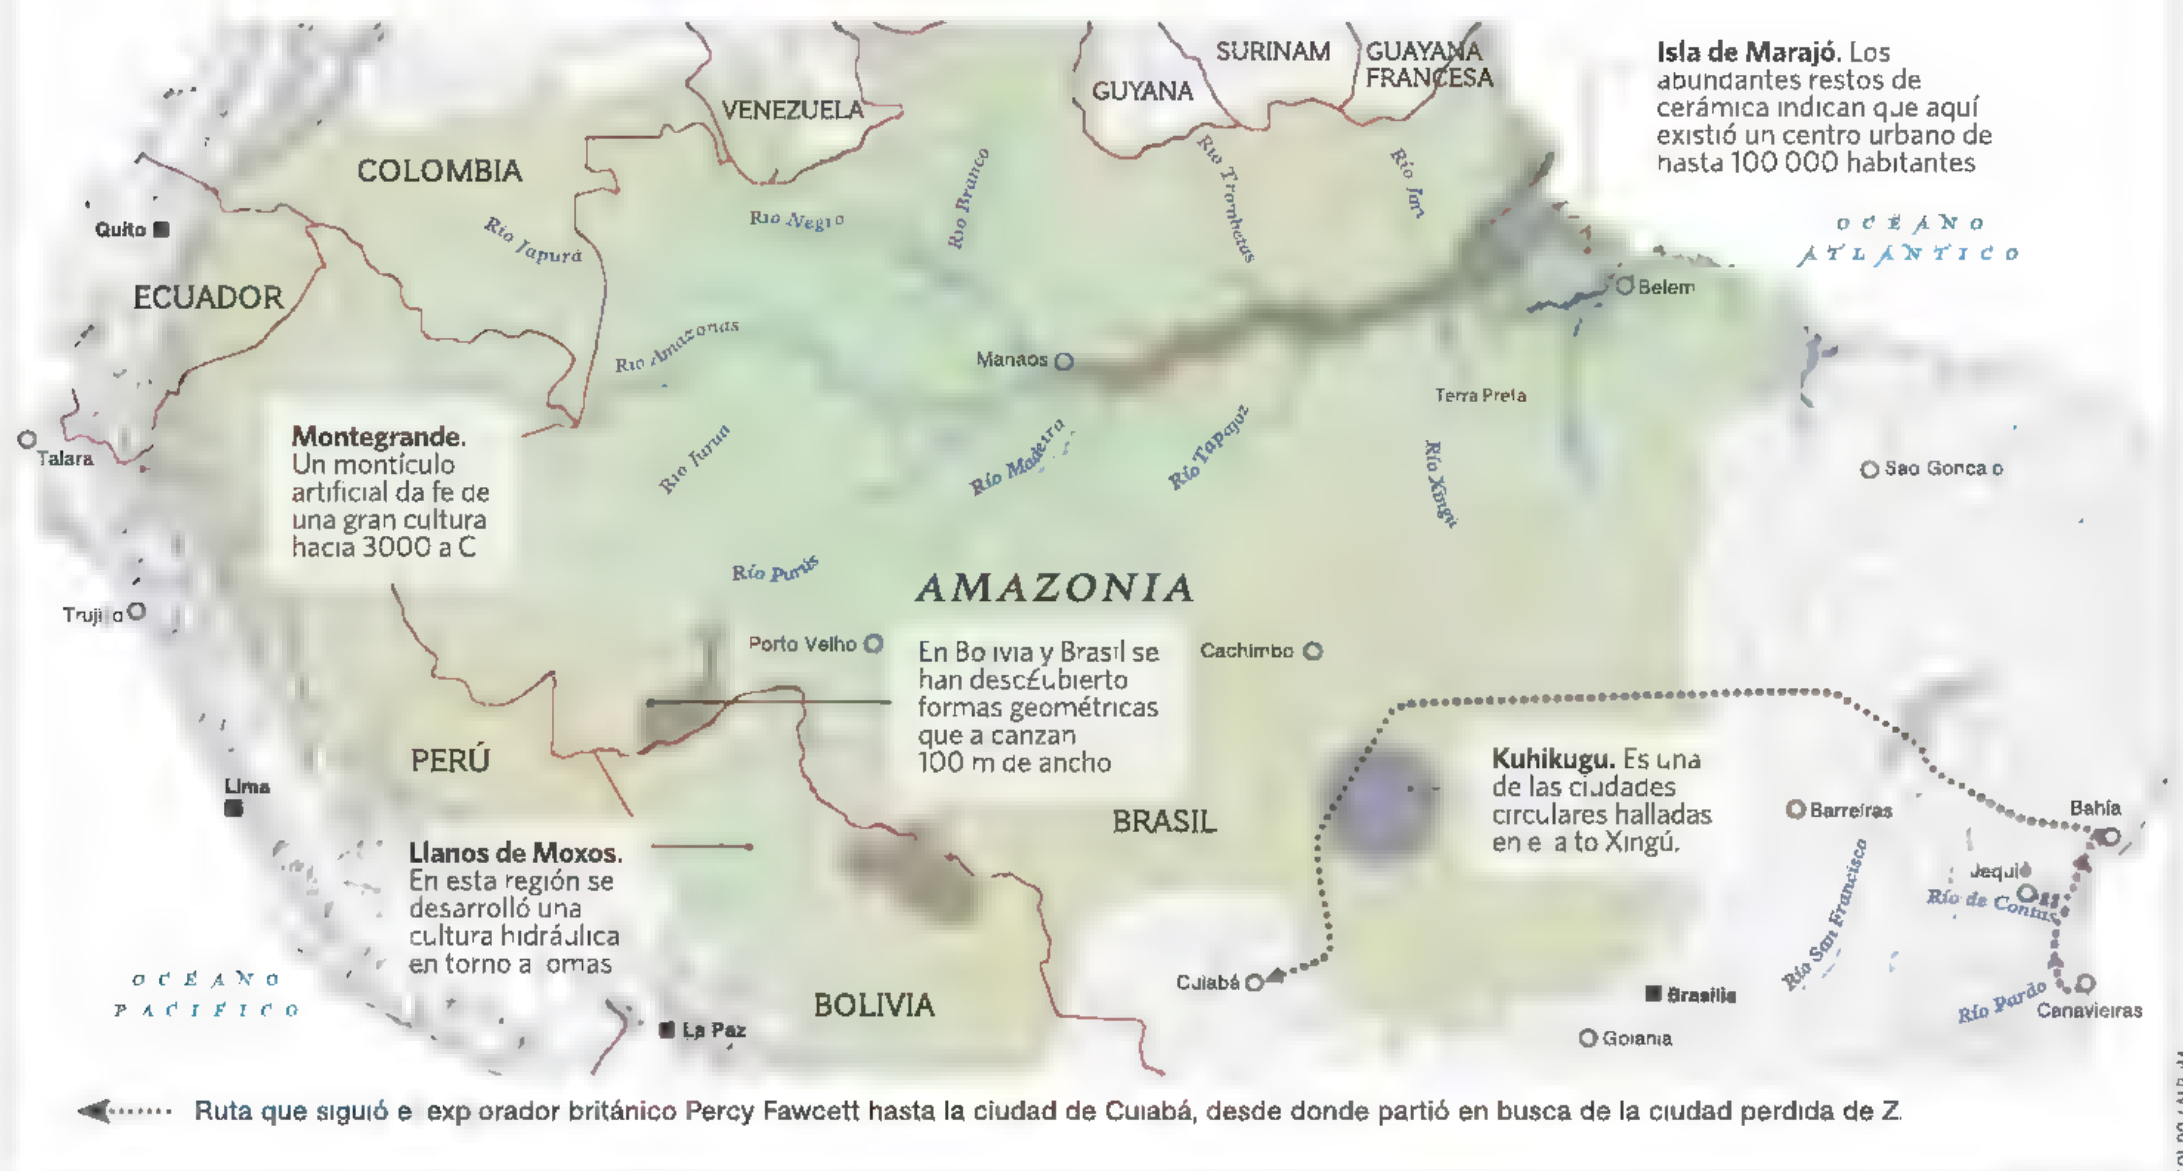 SURINAM
GUAYANA
FRANCESA
GUYANA
VENEZUELA
COLOMBIA
Isla de Marajó. Los
abundantes restos de
cerámica indican que aquí
existió un centro urbano de
hasta 100 000 habitantes
OCÉANO
ATLÁNTICO
Quito
ECUADOR
Río Japurá
Río Negro
Río Branco
Río Trombetas
Río Jari
Belem
Río Amazonas
Manaos
Terra Preta
Talara
Montegrande.
Un montículo
artificial da fe de
una gran cultura
hacia 3000 a C
Río Jurua
Río Madeira
Río Tapajoz
Río Xingú
Sao Goncalo
Río Purús
AMAZONIA
Trujillo
Porto Velho
Cachimbo
En Bolivia y Brasil se
han descubierto
formas geométricas
que alcanzan
100 m de ancho
PERÚ
Lima
BRASIL
Kuhikugu. Es una
de las ciudades
circulares halladas
en el alto Xingú.
Barreiras
Bahía
Jequié
Río de Contas
Río San Francisco
Llanos de Moxos.
En esta región se
desarrolló una
cultura hidráulica
en torno a lomas
OCÉANO
PACÍFICO
La Paz
BOLIVIA
Cuiabá
Brasilia
Goiania
Río Pardo
Canavieiras
Ruta que siguió el explorador británico Percy Fawcett hasta la ciudad de Cuiabá, desde donde partió en busca de la ciudad perdida de Z.